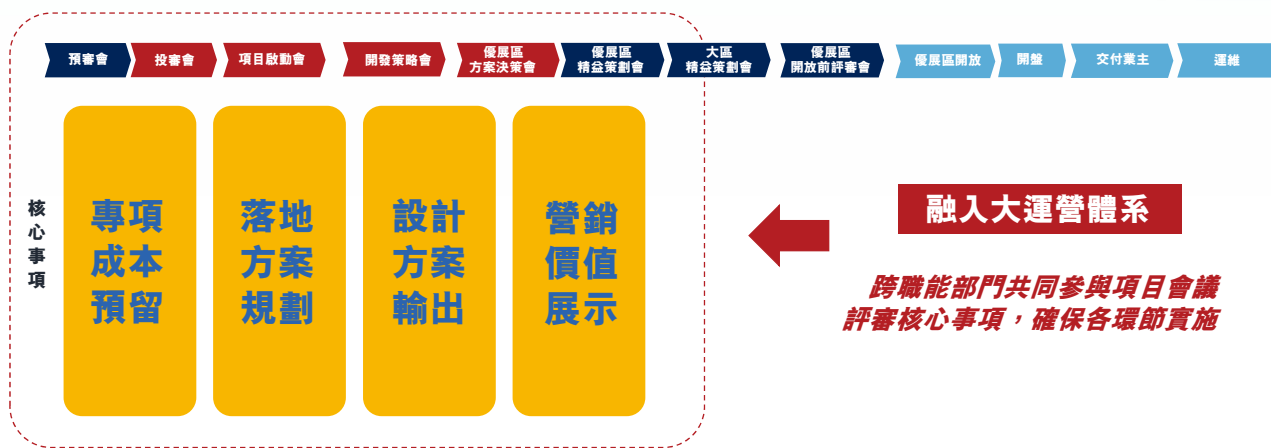 預審會
投審會
項目啟動會
開發策略會
優展區
方案決策會
優展區
精益策劃會
大區
精益策劃會
優展區
開放前評審會
優展區開放
開盤
交付業主
運維
核心事項
專項
成本
預留
落地
方案
規劃
設計
方案
輸出
營銷
價值
展示
融入大運營體系
跨職能部門共同參與項目會議
評審核心事項，確保各環節實施